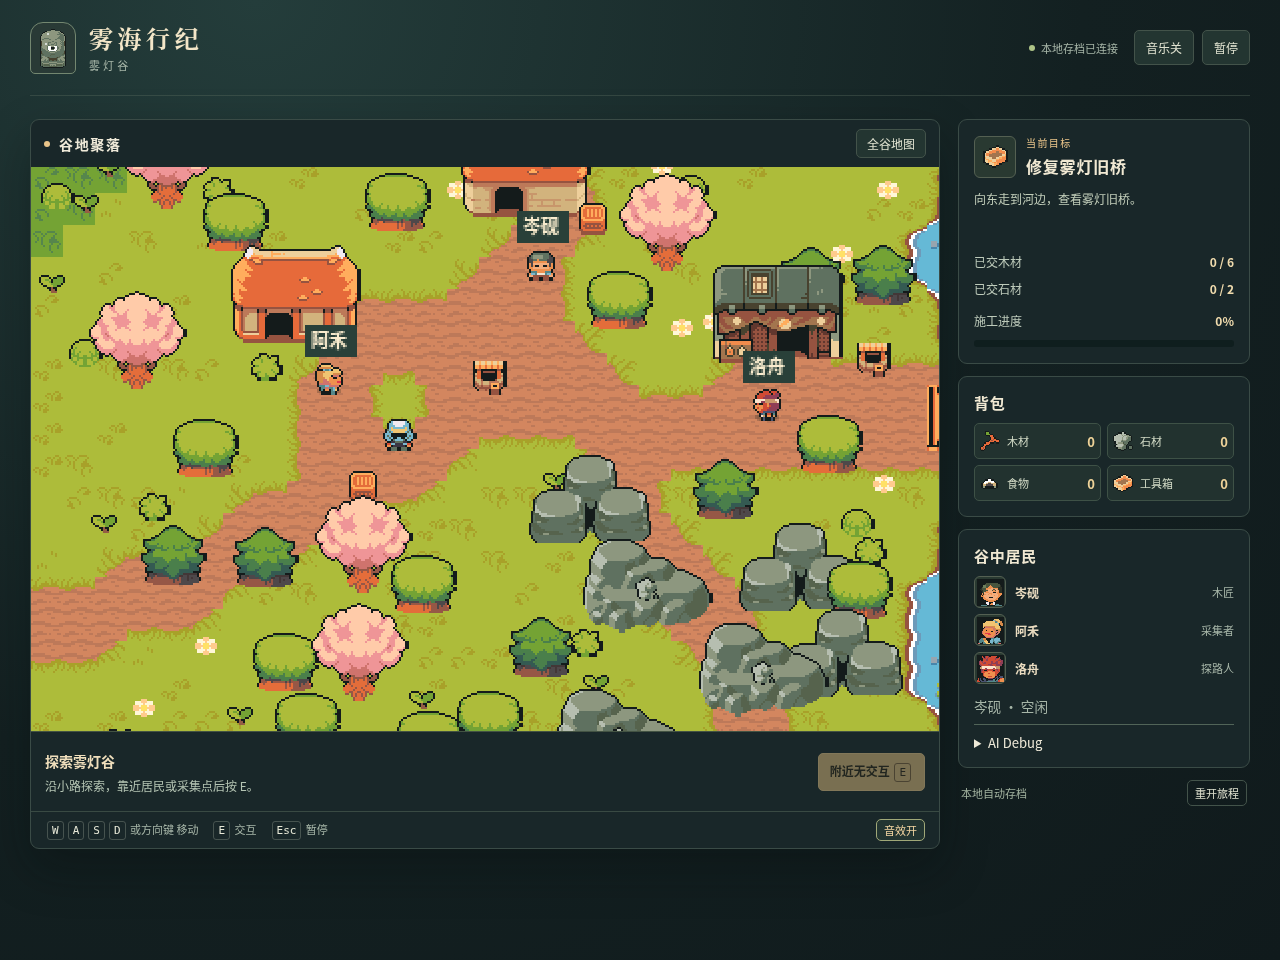 雾海行纪
雾灯谷
本地存档已连接
音乐关
暂停
谷地聚落
全谷地图
岑砚
阿禾
洛舟
探索雾灯谷
沿小路探索，靠近居民或采集点后按 E。
附近无交互 E
W A S D 或方向键 移动 E 交互 Esc 暂停
音效开
当前目标
修复雾灯旧桥
向东走到河边，查看雾灯旧桥。
已交木材 0 / 6
已交石材 0 / 2
施工进度 0%
背包
木材 0
石材 0
食物 0
工具箱 0
谷中居民
岑砚 木匠
阿禾 采集者
洛舟 探路人
岑砚 · 空闲
▶ AI Debug
本地自动存档
重开旅程